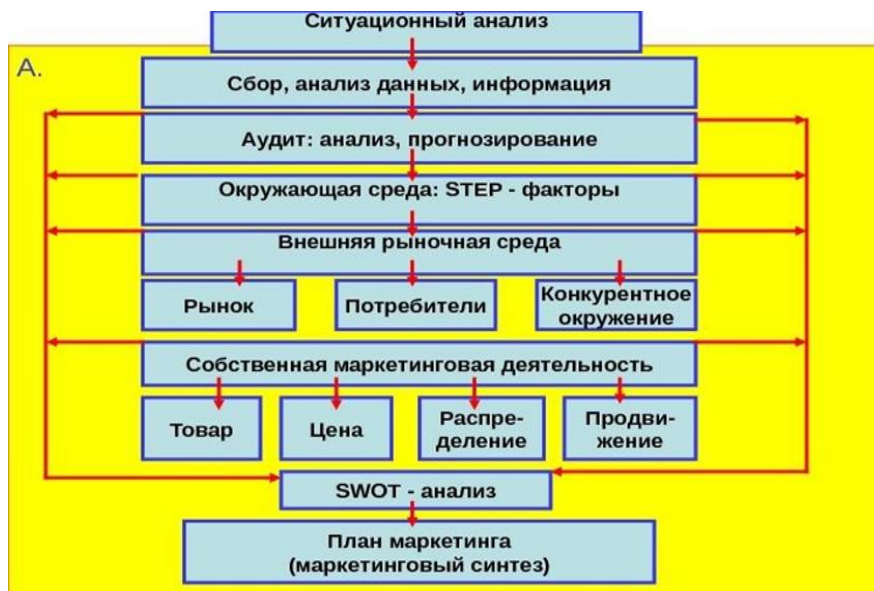 Ситуационный анализ
А.
Сбор, анализ данных, информация
Аудит: анализ, прогнозирование
Окружающая среда: STEP - факторы
Внешняя рыночная среда
Рынок
Потребители
Конкурентное
окружение
Собственная маркетинговая деятельность
Товар
Цена
Распре-
деление
Продви-
жение
SWOT - анализ
План маркетинга
(маркетинговый синтез)